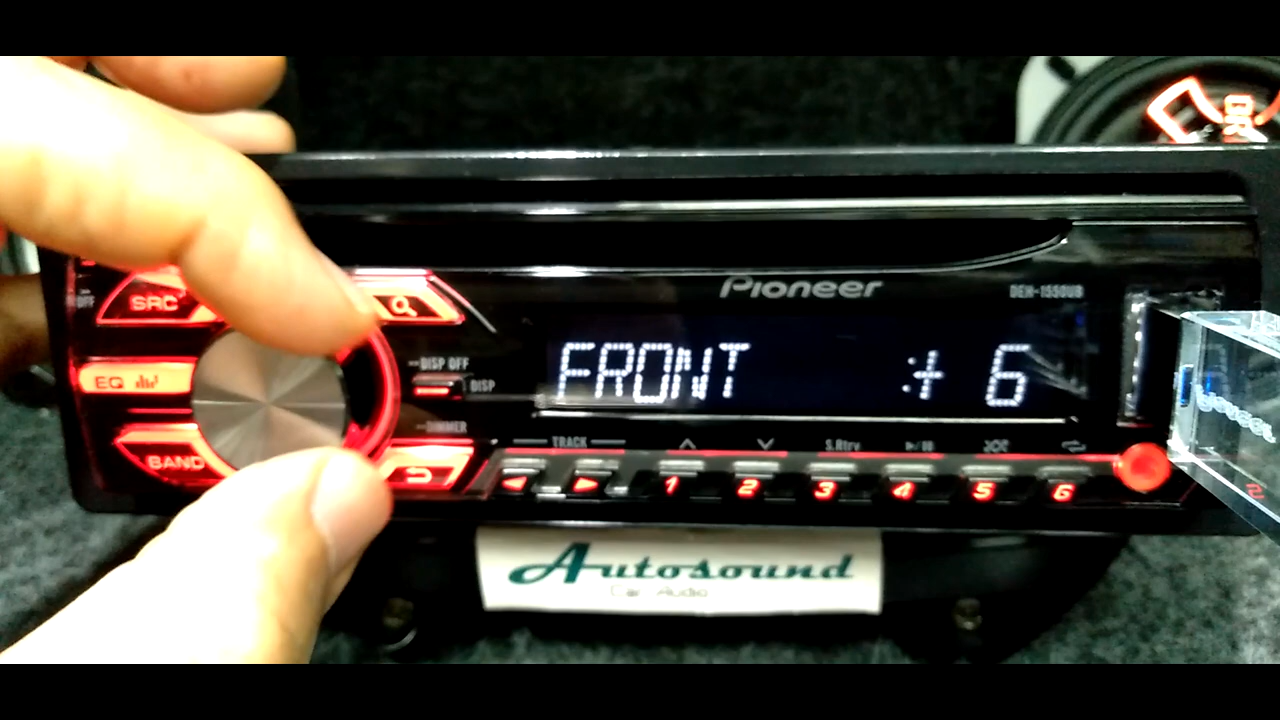 Pioneer
DEH-1550UB
OFF
SRC
DISP OFF
DISP
FRONT + 6
EQ
DIMMER
BAND
TRACK
S.Rtrv
1 2 3 4 5 6
Autosound
Car Audio